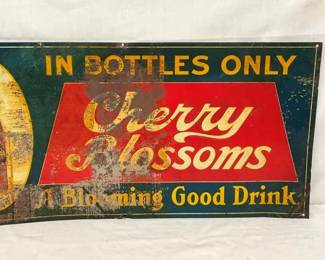 IN BOTTLES ONLY
Cherry
Blossoms
A Blooming Good Drink